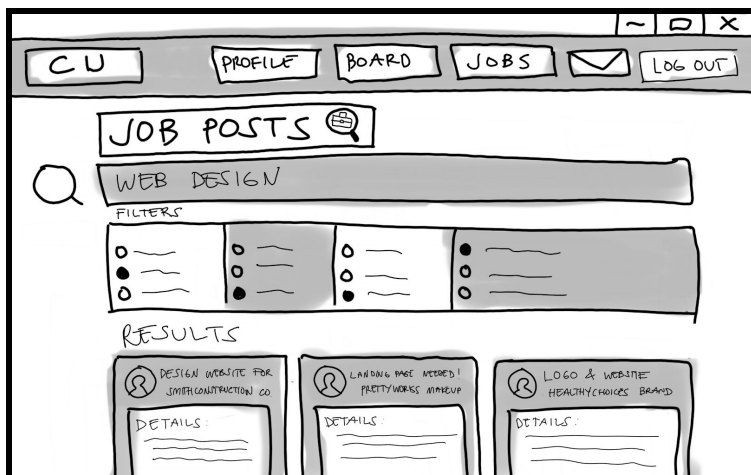 CU
PROFILE
BOARD
JOBS
LOG OUT
JOB POSTS
WEB DESIGN
FILTERS
RESULTS
DESIGN WEBSITE FOR
SMITH CONSTRUCTION CO
DETAILS:
LANDING PAGE NEEDED!
PRETTYWORKS MAKEUP
DETAILS:
LOGO & WEBSITE
HEALTHYCHOICES BRAND
DETAILS: